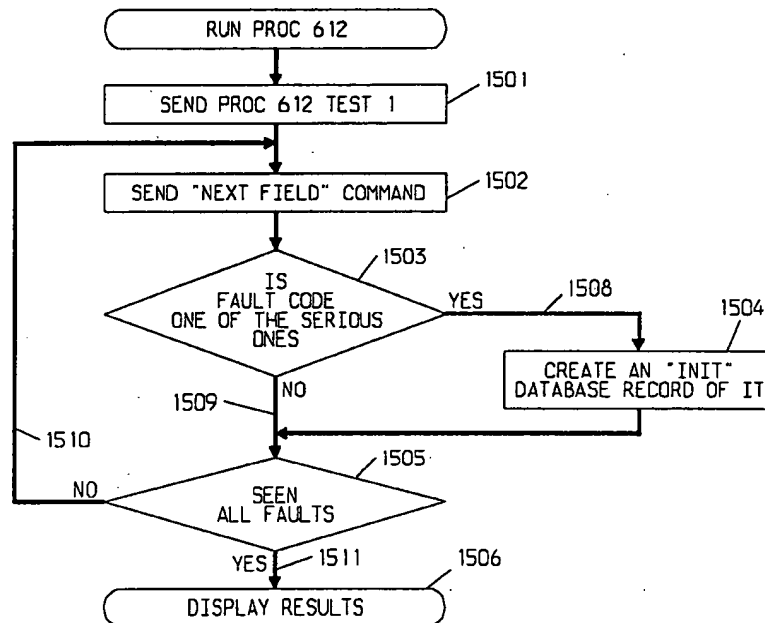 RUN PROC 612
1501
SEND PROC 612 TEST 1
1502
SEND "NEXT FIELD" COMMAND
1503
IS
FAULT CODE
ONE OF THE SERIOUS
ONES
YES
1508
1504
CREATE AN "INIT"
DATABASE RECORD OF IT
NO
1509
1510
1505
SEEN
ALL FAULTS
NO
YES
1511
1506
DISPLAY RESULTS